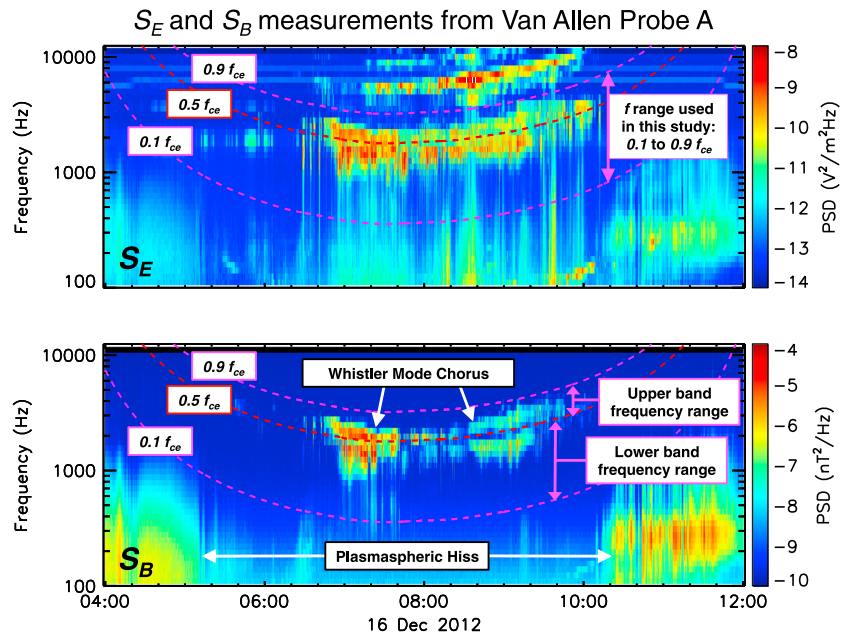 S_E and S_B measurements from Van Allen Probe A
10000
1000
100
Frequency (Hz)
0.9 f_ce
0.5 f_ce
0.1 f_ce
f range used
in this study:
0.1 to 0.9 f_ce
S_E
-8
-9
-10
-11
-12
-13
-14
PSD (V²/m²Hz)
10000
1000
100
Frequency (Hz)
0.9 f_ce
0.5 f_ce
0.1 f_ce
Whistler Mode Chorus
Upper band
frequency range
Lower band
frequency range
Plasmaspheric Hiss
S_B
-4
-5
-6
-7
-8
-9
-10
PSD (nT²/Hz)
04:00 06:00 08:00 10:00 12:00
16 Dec 2012